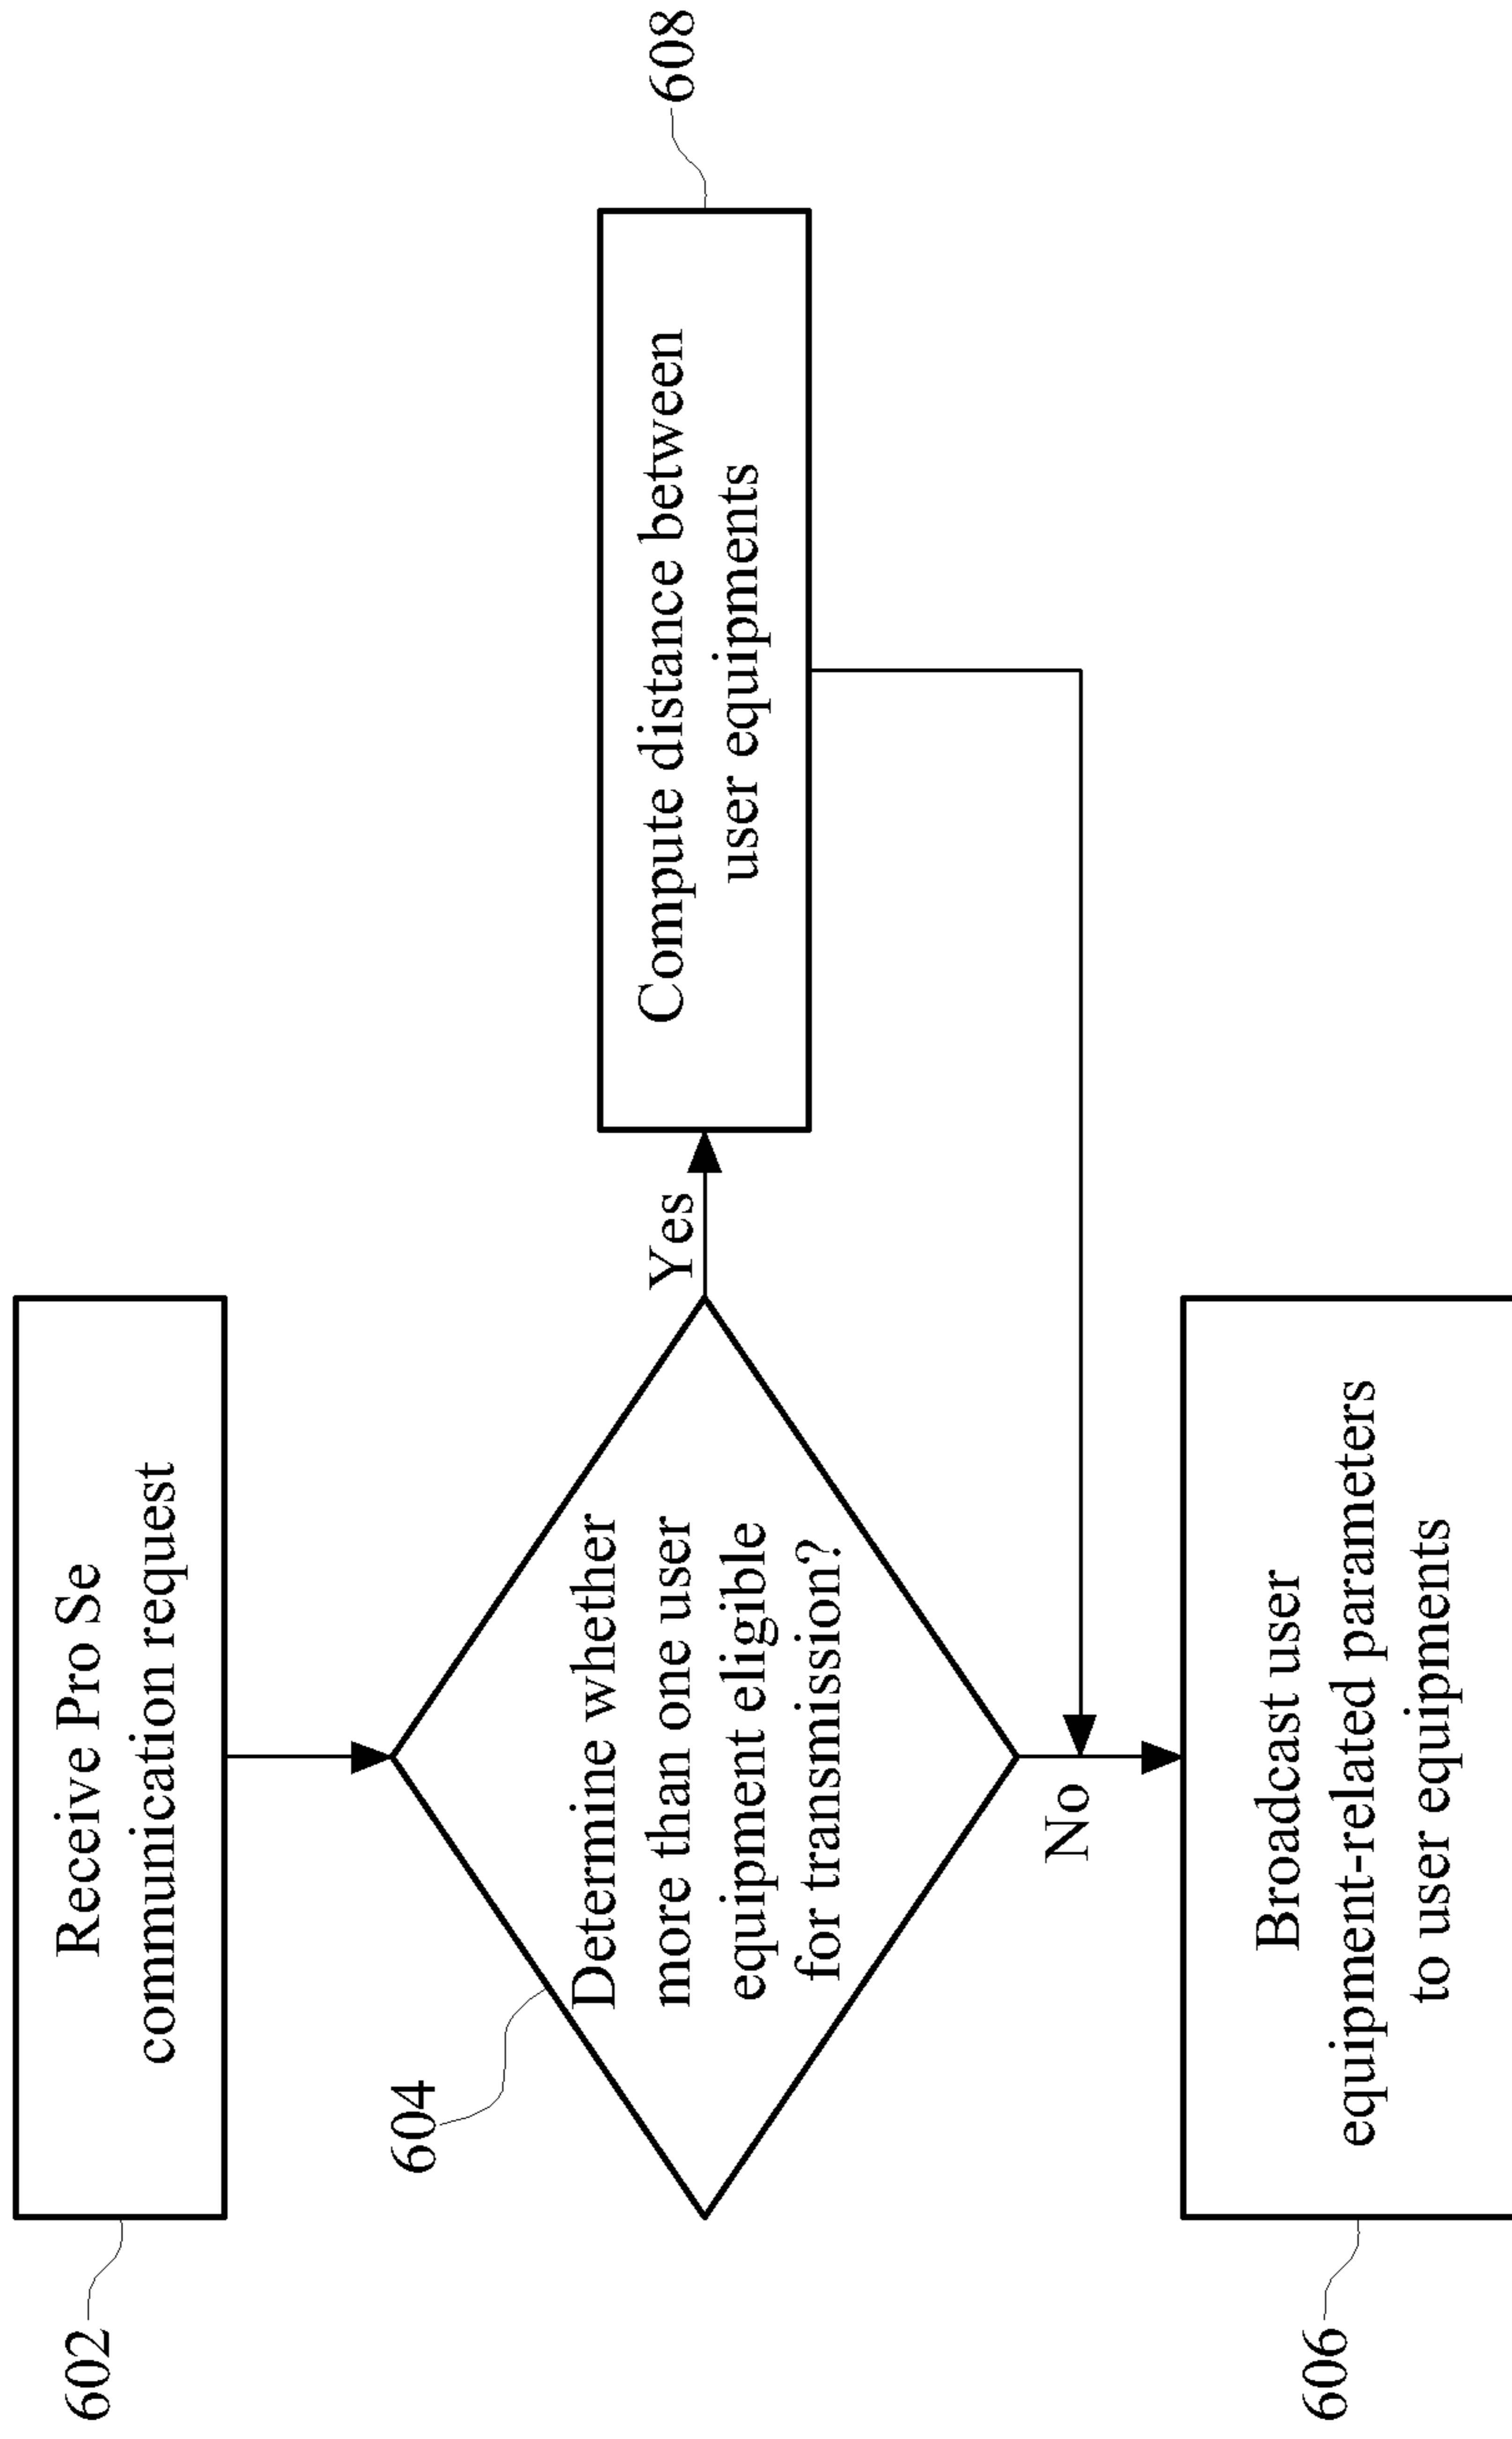 602
Receive Pro Se
communication request
604
Determine whether
more than one user
equipment eligible
for transmission?
Yes
Compute distance between
user equipments
608
No
606
Broadcast user
equipment-related parameters
to user equipments